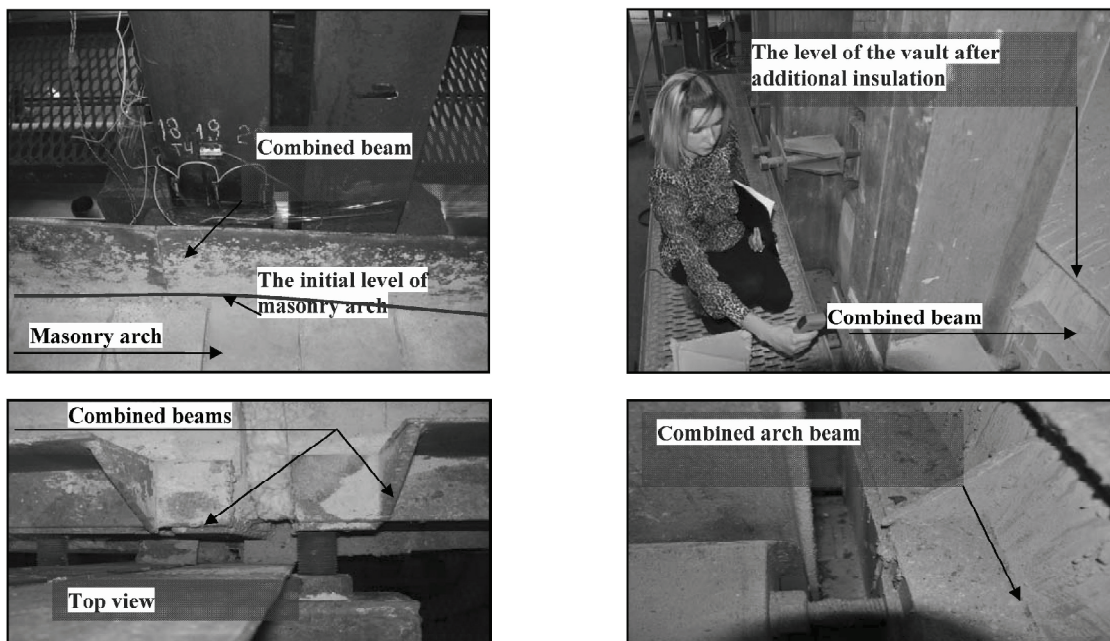 18 19 2
T4
Combined beam
The initial level of
masonry arch
Masonry arch
The level of the vault after
additional insulation
Combined beam
Combined beams
Top view
Combined arch beam